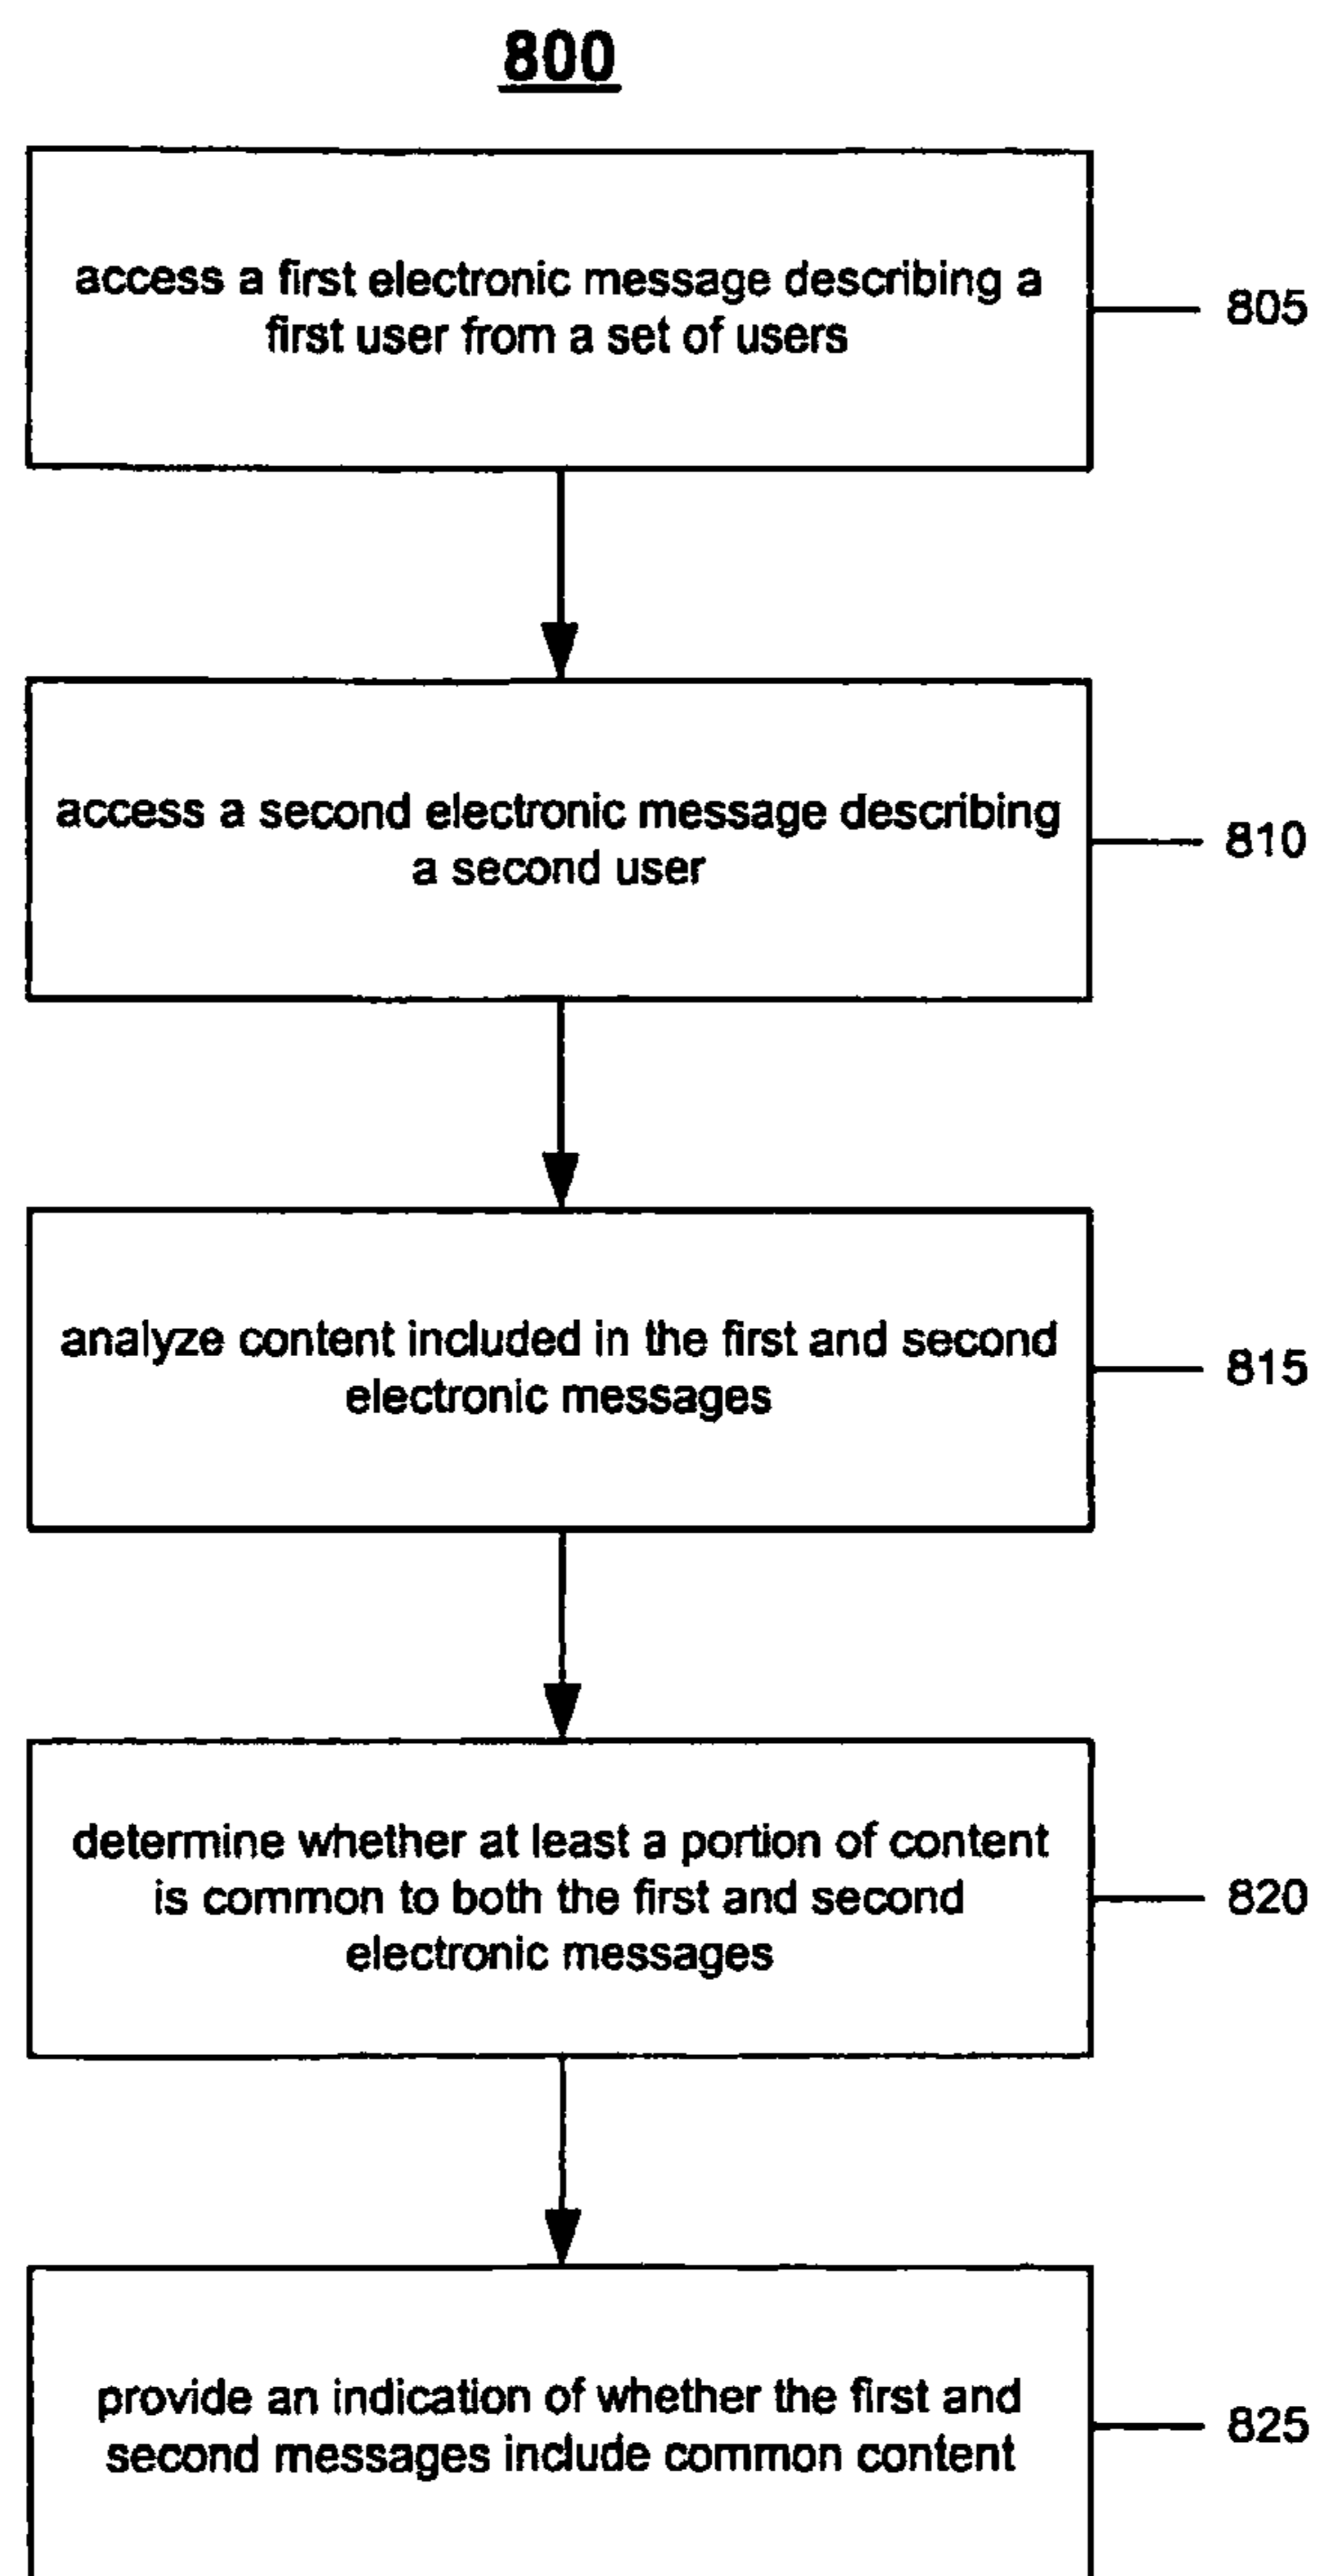 800
access a first electronic message describing a
first user from a set of users
805
access a second electronic message describing
a second user
810
analyze content included in the first and second
electronic messages
815
determine whether at least a portion of content
is common to both the first and second
electronic messages
820
provide an indication of whether the first and
second messages include common content
825